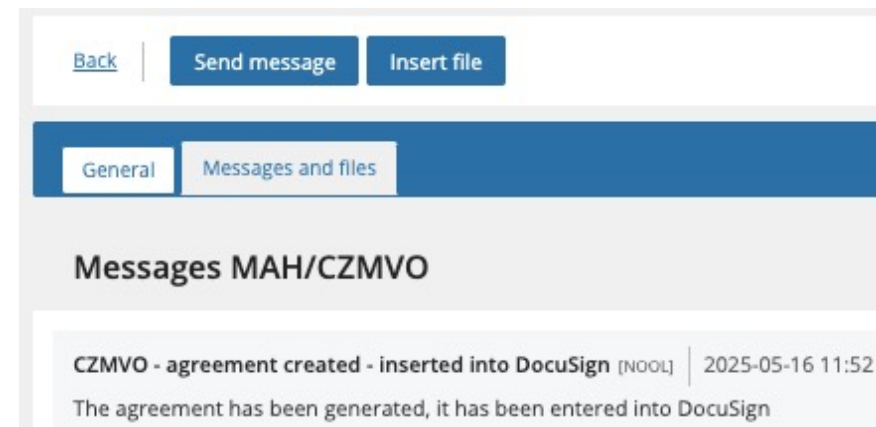 Back Send message Insert file
General Messages and files
Messages MAH/CZMVO
CZMVO - agreement created - inserted into DocuSign [NOOL] 2025-05-16 11:52
The agreement has been generated, it has been entered into DocuSign